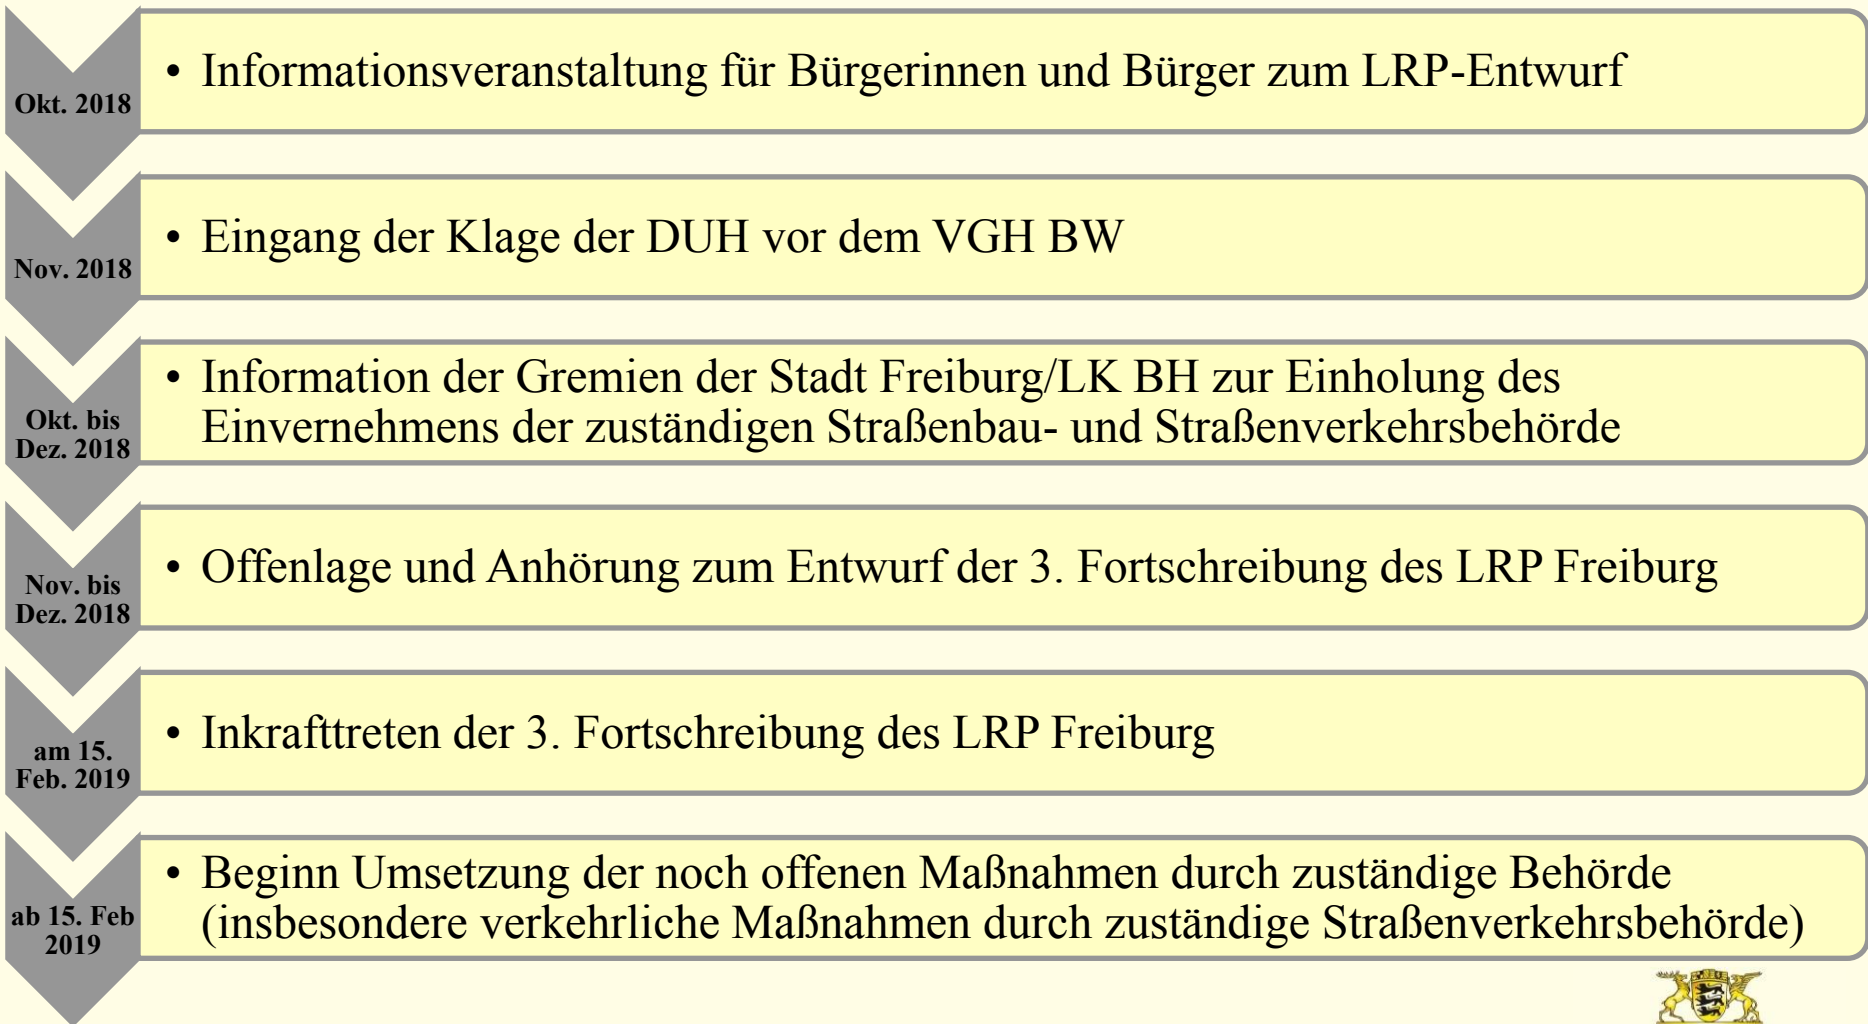 Okt. 2018
• Informationsveranstaltung für Bürgerinnen und Bürger zum LRP-Entwurf
Nov. 2018
• Eingang der Klage der DUH vor dem VGH BW
Okt. bis
Dez. 2018
• Information der Gremien der Stadt Freiburg/LK BH zur Einholung des
Einvernehmens der zuständigen Straßenbau- und Straßenverkehrsbehörde
Nov. bis
Dez. 2018
• Offenlage und Anhörung zum Entwurf der 3. Fortschreibung des LRP Freiburg
am 15.
Feb. 2019
• Inkrafttreten der 3. Fortschreibung des LRP Freiburg
ab 15. Feb
2019
• Beginn Umsetzung der noch offenen Maßnahmen durch zuständige Behörde
(insbesondere verkehrliche Maßnahmen durch zuständige Straßenverkehrsbehörde)